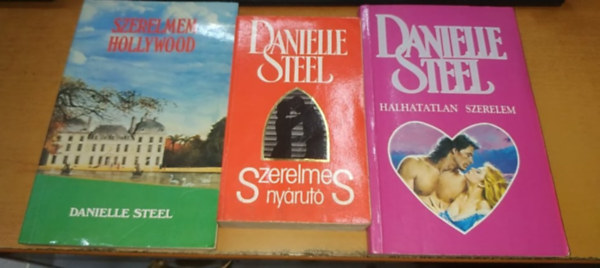 SZERELMEM
HOLLYWOOD
DANIELLE STEEL
DANIELLE
STEEL
SzerelmeS
nyárutó
DANIELLE
STEEL
HALHATATLAN SZERELEM